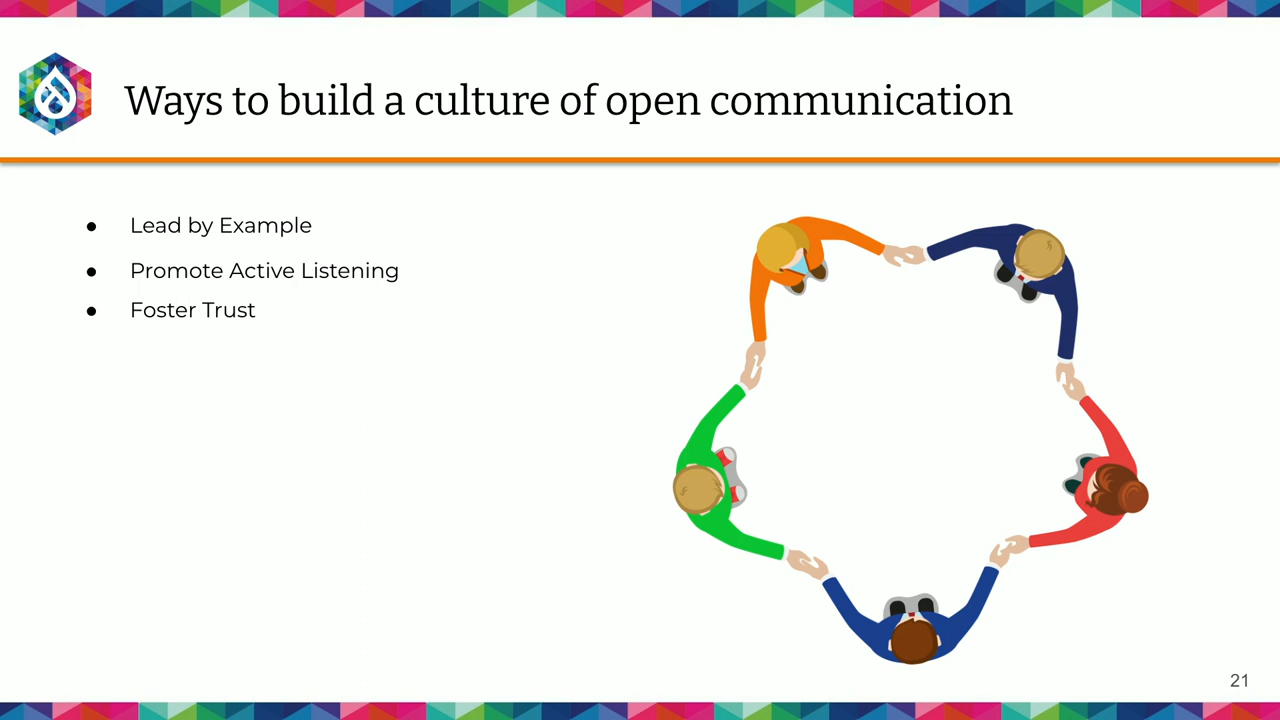 Ways to build a culture of open communication
● Lead by Example
● Promote Active Listening
● Foster Trust
21